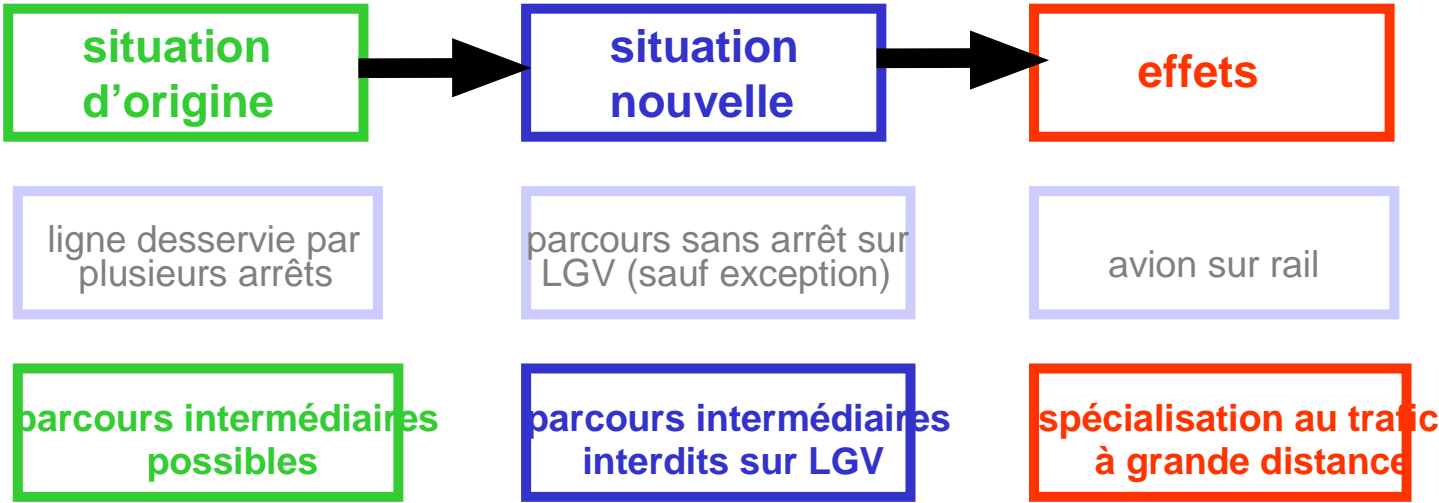 situation
d'origine
situation
nouvelle
effets
ligne desservie par
plusieurs arrêts
parcours sans arrêt sur
LGV (sauf exception)
avion sur rail
parcours intermédiaires
possibles
parcours intermédiaires
interdits sur LGV
spécialisation au trafic
à grande distance